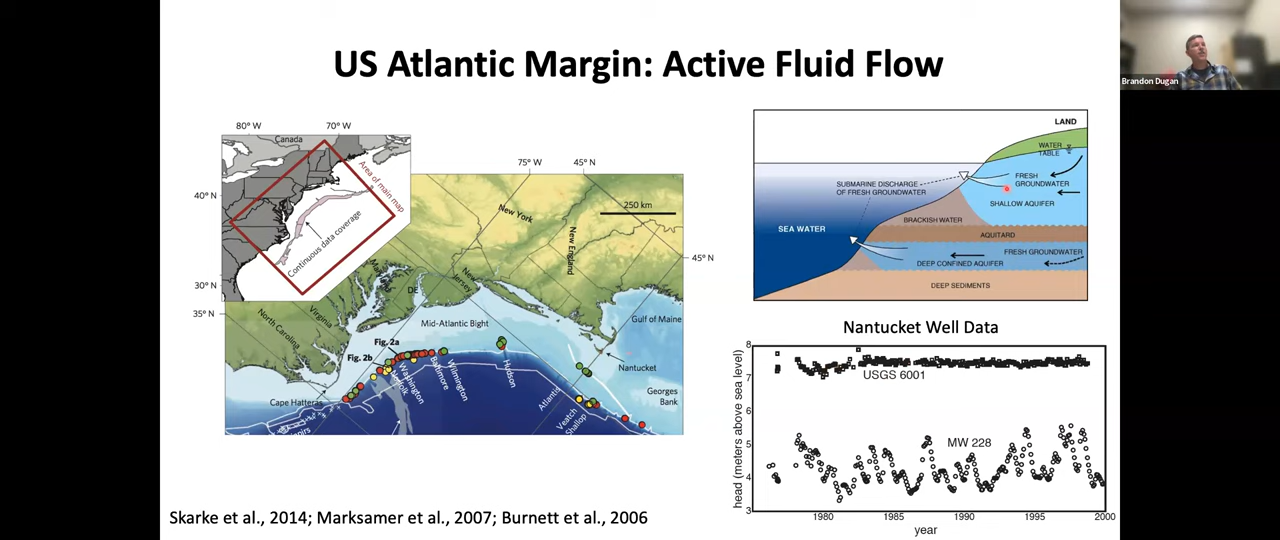 US Atlantic Margin: Active Fluid Flow
Brandon Dugan
80° W
70° W
Canada
Area of main map
40° N
Continuous data coverage
30° N
35° N
75° W
45° N
New York
250 km
New England
45° N
New
Jersey
DE
Virginia
North Carolina
Mid-Atlantic Bight
Gulf of Maine
Fig. 2a
Fig. 2b
Nantucket
Washington
Baltimore
Wilmington
Hudson
Atlantis
Veatch
Shallop
Georges
Bank
Cape Hatteras
LAND
WATER
TABLE
SUBMARINE DISCHARGE
OF FRESH GROUNDWATER
FRESH
GROUNDWATER
SHALLOW AQUIFER
BRACKISH WATER
SEA WATER
AQUITARD
FRESH GROUNDWATER
DEEP CONFINED AQUIFER
DEEP SEDIMENTS
Nantucket Well Data
head (meters above sea level)
8
7
6
5
4
3
USGS 6001
MW 228
1980
1985
1990
1995
2000
year
Skarke et al., 2014; Marksamer et al., 2007; Burnett et al., 2006